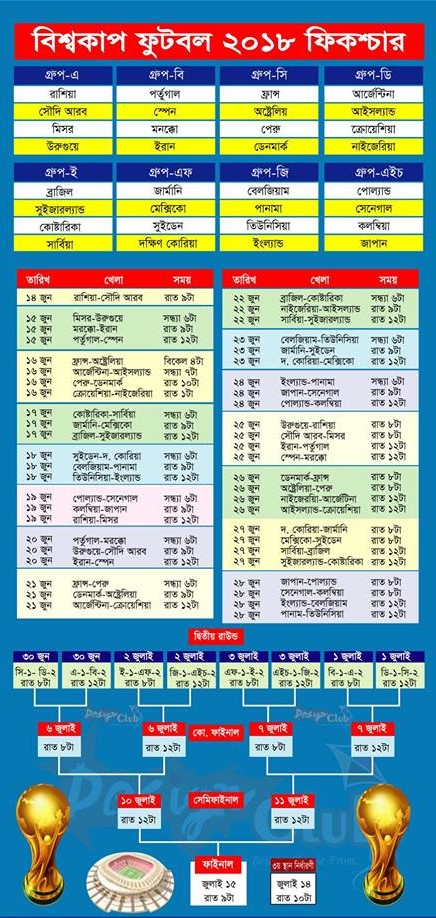 বিশ্বকাপ ফুটবল ২০১৮ ফিকশ্চার
গ্রুপ-এ গ্রুপ-বি গ্রুপ-সি গ্রুপ-ডি
রাশিয়া পর্তুগাল ফ্রান্স আর্জেন্টিনা
সৌদি আরব স্পেন অষ্ট্রেলিয় আইসল্যান্ড
মিসর মনক্কো পেরু ক্রোয়েশিয়া
উরুগুয়ে ইরান ডেনমার্ক নাইজেরিয়া
গ্রুপ-ই গ্রুপ-এফ গ্রুপ-জি গ্রুপ-এইচ
ব্রাজিল জার্মানি বেলজিয়াম পোল্যান্ড
সুইজারল্যান্ড মেক্সিকো পানামা সেনেগাল
কোষ্টারিকা সুইডেন তিউনিসিয়া কলম্বিয়া
সার্বিয়া দক্ষিণ কোরিয়া ইংল্যান্ড জাপান
তারিখ খেলা সময়
১৪ জুন রাশিয়া-সৌদি আরব রাত ৯টা
১৫ জুন মিসর-উরুগুয়ে সন্ধ্যা ৬টা
১৫ জুন মরক্কো-ইরান রাত ৯টা
১৫ জুন পর্তুগাল-স্পেন রাত ১২টা
১৬ জুন ফ্রান্স-অষ্ট্রেলিয়া বিকেল ৪টা
১৬ জুন আর্জেন্টিনা-আইসল্যান্ড সন্ধ্যা ৭টা
১৬ জুন পেরু-ডেনমার্ক রাত ১০টা
১৬ জুন ক্রোয়েশিয়া-নাইজেরিয়া রাত ১টা
১৭ জুন কোষ্টারিকা-সার্বিয়া সন্ধ্যা ৬টা
১৭ জুন জার্মানি-মেক্সিকো রাত ৯টা
১৭ জুন ব্রাজিল-সুইজারল্যান্ড রাত ১২টা
১৮ জুন সুইডেন-দ. কোরিয়া সন্ধ্যা ৬টা
১৮ জুন বেলজিয়াম-পানামা রাত ৯টা
১৮ জুন তিউনিসিয়া-ইংল্যান্ড রাত ১২টা
১৯ জুন পোল্যান্ড-সেনেগাল সন্ধ্যা ৬টা
১৯ জুন কলম্বিয়া-জাপান রাত ৯টা
১৯ জুন রাশিয়া-মিসর রাত ১২টা
২০ জুন পর্তুগাল-মরক্কো সন্ধ্যা ৬টা
২০ জুন উরুগুয়ে-সৌদি আরব রাত ৯টা
২০ জুন ইরান-স্পেন রাত ১২টা
২১ জুন ফ্রান্স-পেরু সন্ধ্যা ৬টা
২১ জুন ডেনমার্ক-অষ্ট্রেলিয়া রাত ৯টা
২১ জুন আর্জেন্টিনা-ক্রোয়েশিয়া রাত ১২টা
তারিখ খেলা সময়
২২ জুন ব্রাজিল-কোষ্টারিকা সন্ধ্যা ৬টা
২২ জুন নাইজেরিয়া-আইসল্যান্ড রাত ৯টা
২২ জুন সার্বিয়া-সুইজারল্যান্ড রাত ১২টা
২৩ জুন বেলজিয়াম-তিউনিসিয়া সন্ধ্যা ৬টা
২৩ জুন জার্মানি-সুইডেন রাত ৯টা
২৩ জুন দ. কোরিয়া-মেক্সিকো রাত ১২টা
২৪ জুন ইংল্যান্ড-পানামা সন্ধ্যা ৬টা
২৪ জুন জাপান-সেনেগাল রাত ৯টা
২৪ জুন পোল্যান্ড-কলম্বিয়া রাত ১২টা
২৫ জুন উরুগুয়ে-রাশিয়া রাত ৮টা
২৫ জুন সৌদি আরব-মিসর রাত ৮টা
২৫ জুন ইরান-পর্তুগাল রাত ১২টা
২৫ জুন স্পেন-মরক্কো রাত ১২টা
২৬ জুন ডেনমার্ক-ফ্রান্স রাত ৮টা
২৬ জুন অষ্ট্রেলিয়া-পেরু রাত ৮টা
২৬ জুন নাইজেরিয়া-আর্জেটিনা রাত ১২টা
২৬ জুন আইসল্যান্ড-ক্রোয়েশিয়া রাত ১২টা
২৭ জুন দ. কোরিয়া-জার্মানি রাত ৮টা
২৭ জুন মেক্সিকো-সুইডেন রাত ৮টা
২৭ জুন সার্বিয়া-ব্রাজিল রাত ১২টা
২৭ জুন সুইজারল্যান্ড-কোষ্টারিকা রাত ১২টা
২৮ জুন জাপান-পোল্যান্ড রাত ৮টা
২৮ জুন সেনেগাল-কলম্বিয়া রাত ৮টা
২৮ জুন ইংল্যান্ড-বেলজিয়াম রাত ১২টা
২৮ জুন পানাম-তিউনিসিয়া রাত ১২টা
দ্বিতীয় রাউন্ড
৩০ জুন ৩০ জুন ২ জুলাই ২ জুলাই ৩ জুলাই ৩ জুলাই ১ জুলাই ১ জুলাই
সি-১- ডি-২ এ-১-বি-২ ই-১-এফ-২ জি-১-এইচ-২ এফ-১-ই-২ এইচ-১-জি-২ বি-১-এ-২ ডি-১-সি-২
রাত ৮টা রাত ১২টা রাত ৮টা রাত ১২টা রাত ৮টা রাত ১২টা রাত ৮টা রাত ১২টা
৬ জুলাই ৬ জুলাই কো. ফাইনাল ৭ জুলাই ৭ জুলাই
রাত ৮টা রাত ১২টা রাত ৮টা রাত ১২টা
১০ জুলাই সেমিফাইনাল ১১ জুলাই
রাত ১২টা রাত ১২টা
ফাইনাল ৩য় স্থান নির্ধারণী
জুলাই ১৫ জুলাই ১৪
রাত ৯টা রাত ১০টা